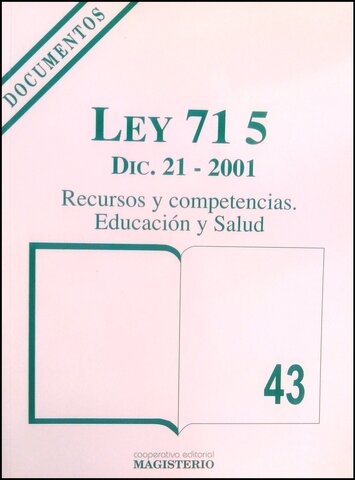 DOCUMENTOS
LEY 71 5
DIC. 21 - 2001
Recursos y competencias.
Educación y Salud
43
cooperativa editorial
MAGISTERIO